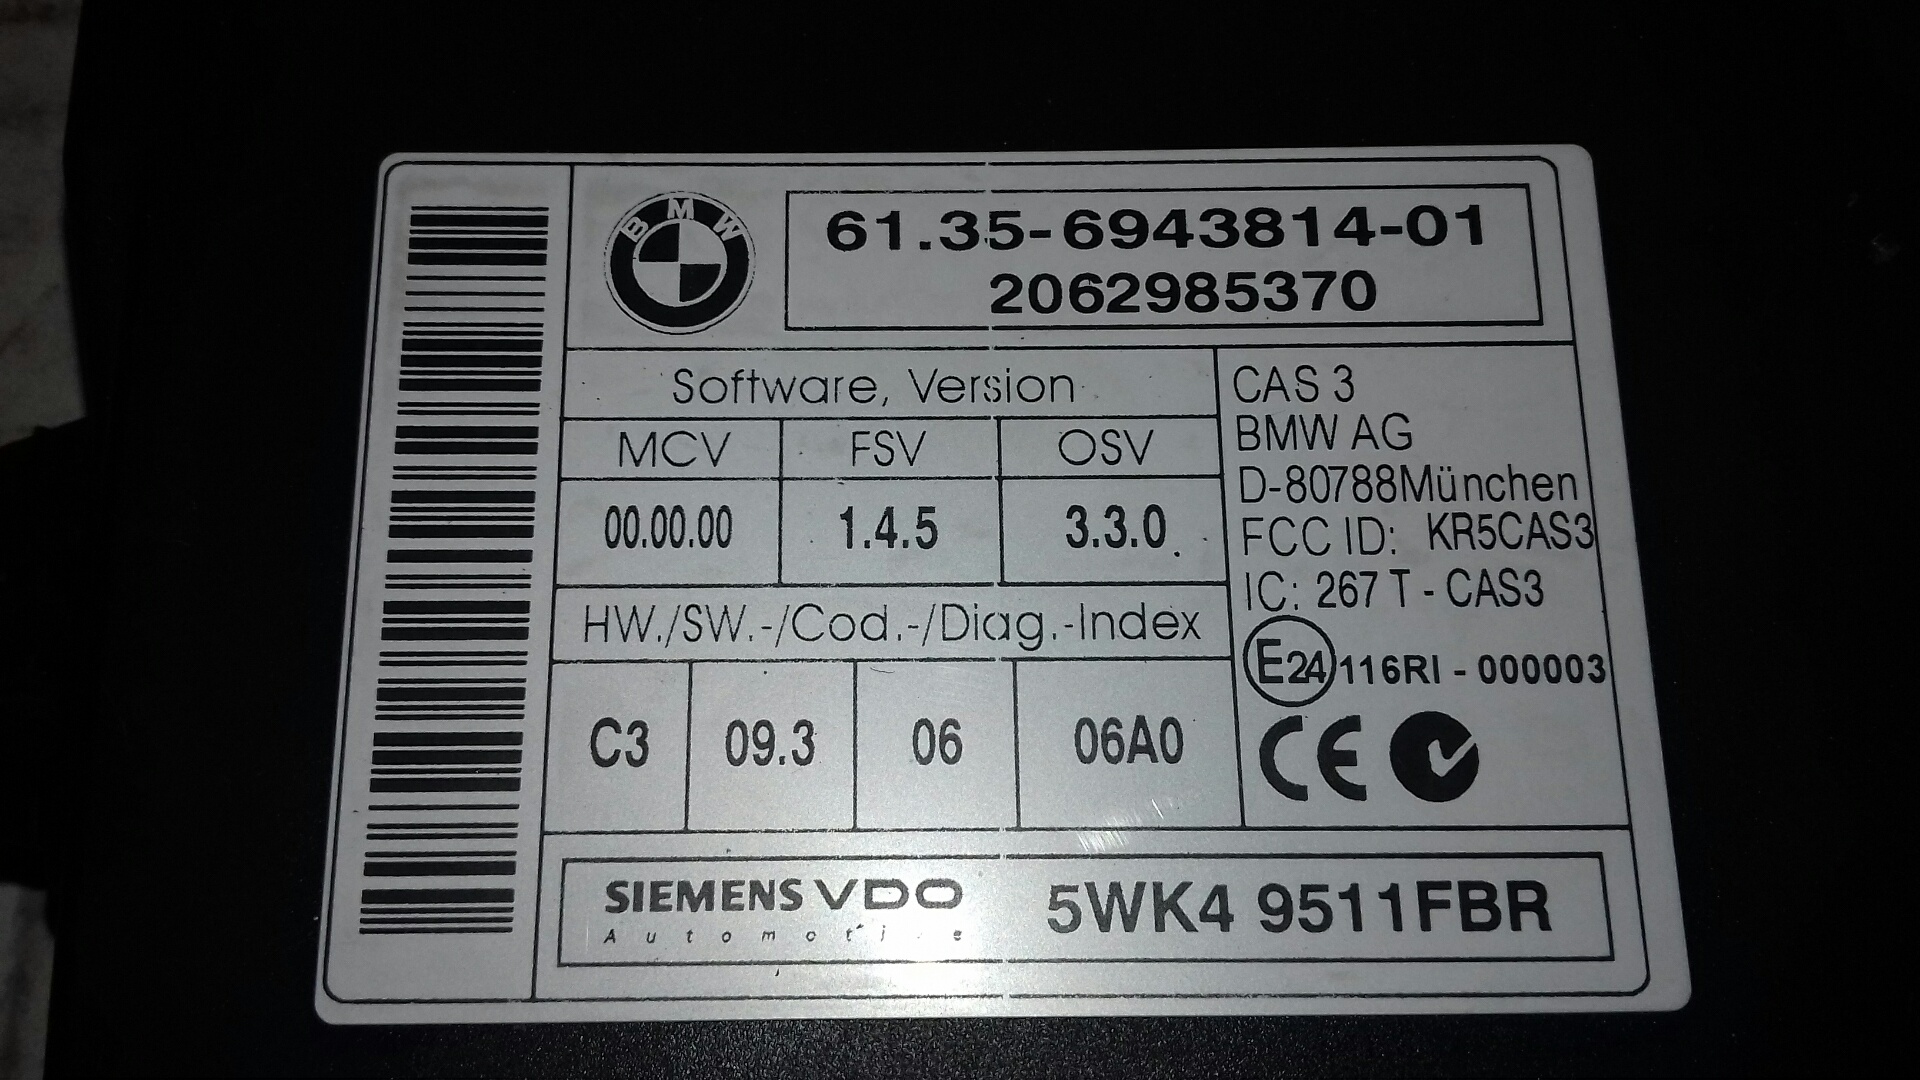 BMW
61.35-6943814-01
2062985370
Software, Version
MCV FSV OSV
00.00.00 1.4.5 3.3.0
HW./SW.-/Cod.-/Diag.-Index
C3 09.3 06 06A0
CAS 3
BMW AG
D-80788München
FCC ID: KR5CAS3
IC: 267 T - CAS3
E24 116RI - 000003
CE
SIEMENS VDO
Automotive
5WK4 9511FBR